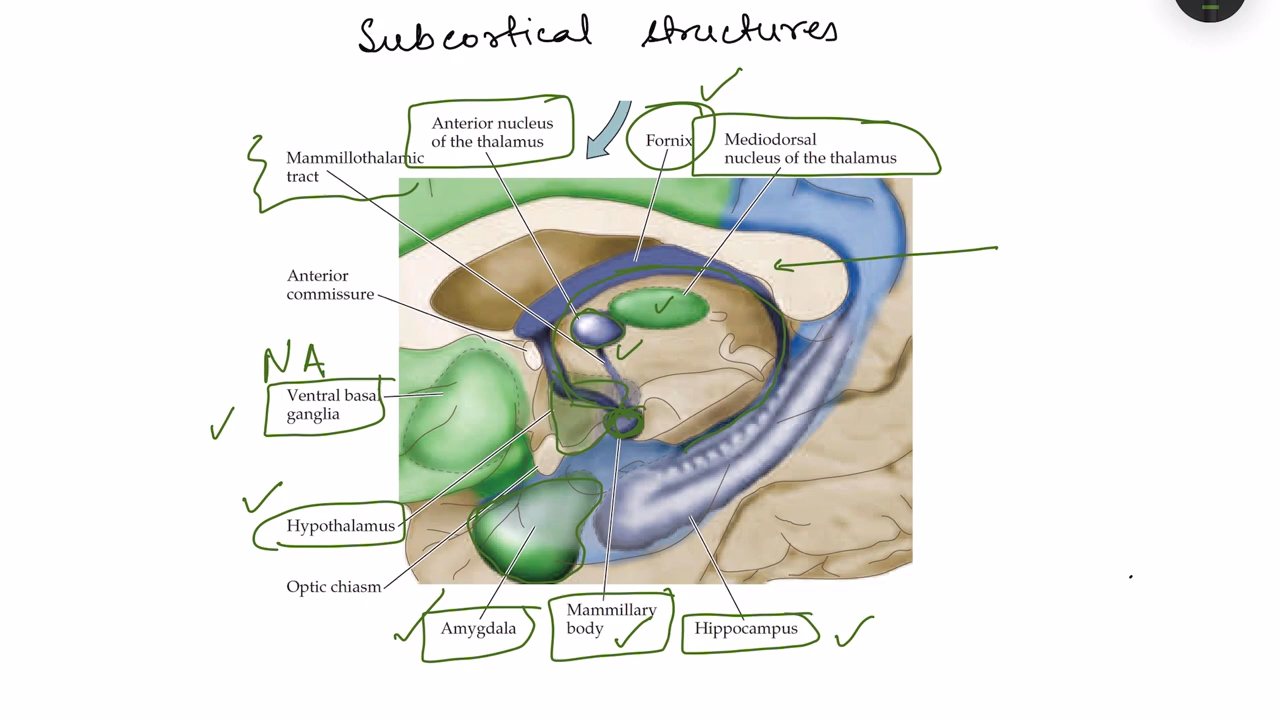 Subcortical structures
Anterior nucleus
of the thalamus
Fornix
Mediodorsal
nucleus of the thalamus
Mammillothalamic
tract
Anterior
commissure
NA
Ventral basal
ganglia
Hypothalamus
Optic chiasm
Amygdala
Mammillary
body
Hippocampus